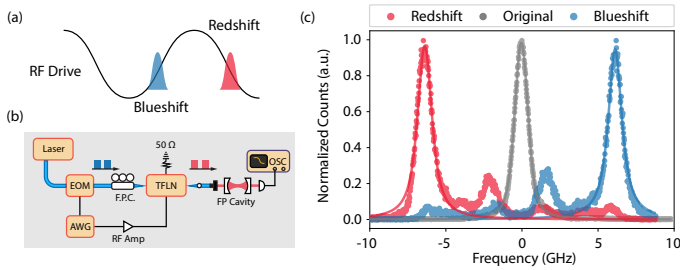 (a)
Redshift
RF Drive
Blueshift
(b)
Laser
50 Ω
OSC
EOM
F.P.C.
TFLN
FP Cavity
AWG
RF Amp
(c)
Redshift Original Blueshift
Normalized Counts (a.u.)
1.0
0.8
0.6
0.4
0.2
0.0
-10 -5 0 5 10
Frequency (GHz)